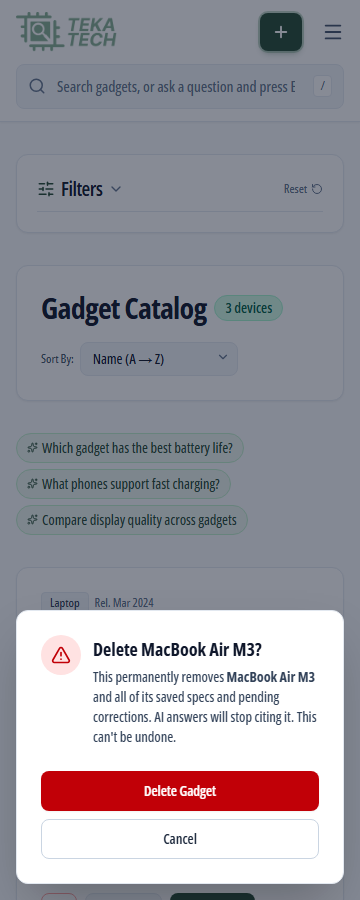 TEKA
TECH
Search gadgets, or ask a question and press E
/
Filters
Reset
Gadget Catalog
3 devices
Sort By:
Name (A → Z)
Which gadget has the best battery life?
What phones support fast charging?
Compare display quality across gadgets
Laptop
Rel. Mar 2024
Delete MacBook Air M3?
This permanently removes MacBook Air M3
and all of its saved specs and pending
corrections. AI answers will stop citing it. This
can't be undone.
Delete Gadget
Cancel